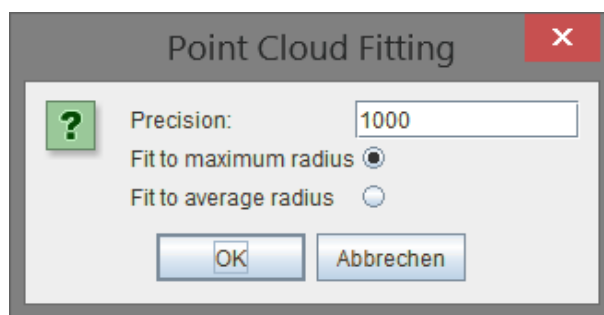 Point Cloud Fitting
x
?
Precision: 1000
Fit to maximum radius
Fit to average radius
OK Abbrechen